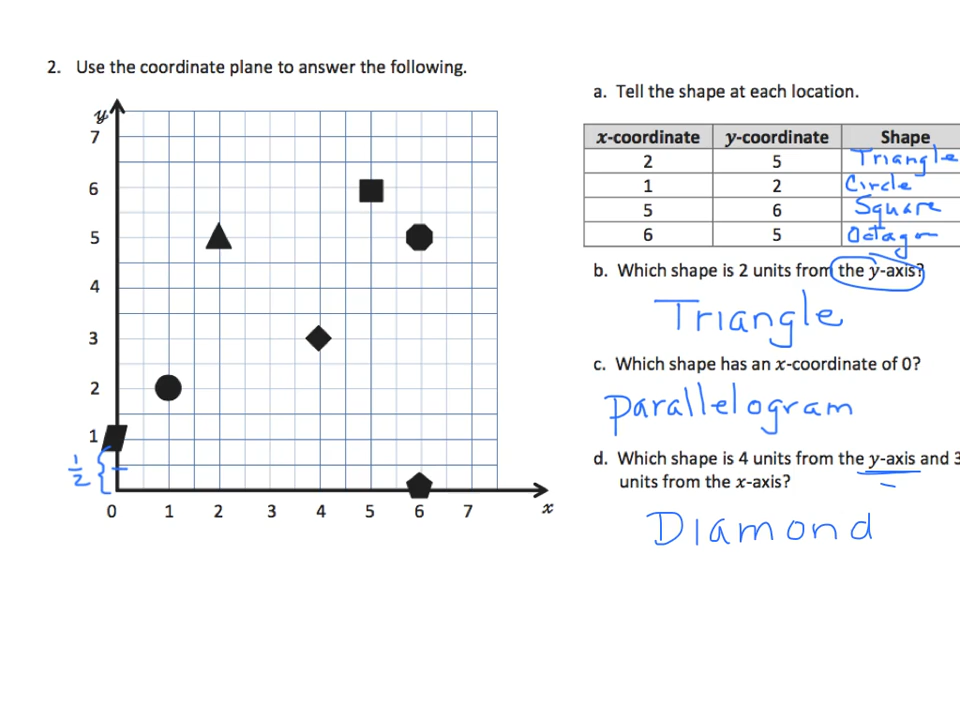 2. Use the coordinate plane to answer the following.
a. Tell the shape at each location.
y
7
6
5
4
3
2
1
1/2
0 1 2 3 4 5 6 7 x
x-coordinate y-coordinate Shape
2 5 Triangle
1 2 Circle
5 6 Square
6 5 Octagon
b. Which shape is 2 units from the y-axis?
Triangle
c. Which shape has an x-coordinate of 0?
parallelogram
d. Which shape is 4 units from the y-axis and 3
units from the x-axis?
Diamond